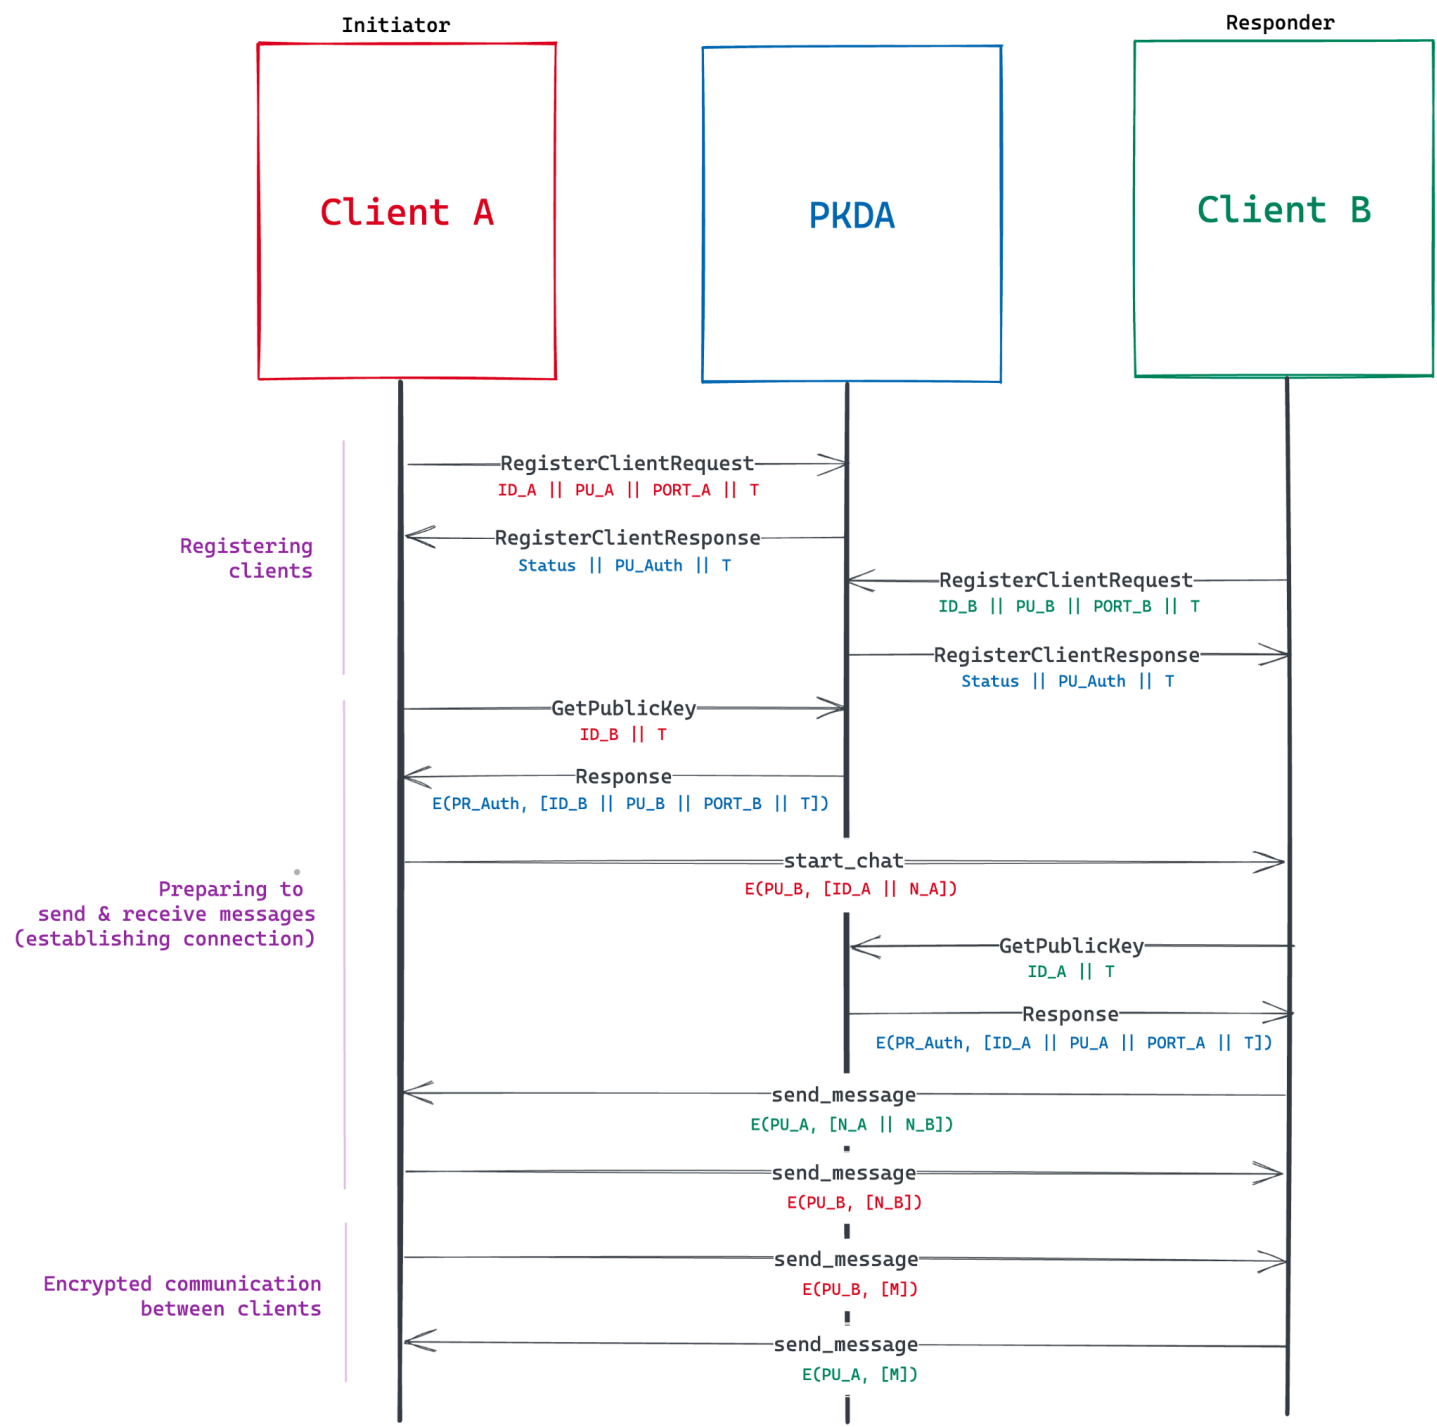 Initiator
Responder
Client A
PKDA
Client B
RegisterClientRequest
ID_A || PU_A || PORT_A || T
RegisterClientResponse
Status || PU_Auth || T
Registering
clients
RegisterClientRequest
ID_B || PU_B || PORT_B || T
RegisterClientResponse
Status || PU_Auth || T
GetPublicKey
ID_B || T
Response
E(PR_Auth, [ID_B || PU_B || PORT_B || T])
start_chat
E(PU_B, [ID_A || N_A])
Preparing to
send & receive messages
(establishing connection)
GetPublicKey
ID_A || T
Response
E(PR_Auth, [ID_A || PU_A || PORT_A || T])
send_message
E(PU_A, [N_A || N_B])
send_message
E(PU_B, [N_B])
send_message
E(PU_B, [M])
Encrypted communication
between clients
send_message
E(PU_A, [M])